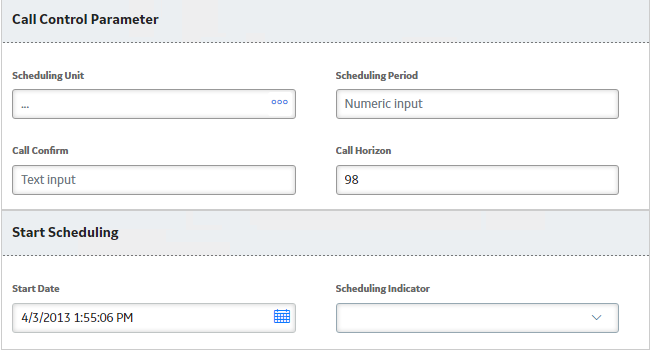 Call Control Parameter
Scheduling Unit
Scheduling Period
...
Numeric input
Call Confirm
Call Horizon
Text input
98
Start Scheduling
Start Date
Scheduling Indicator
4/3/2013 1:55:06 PM